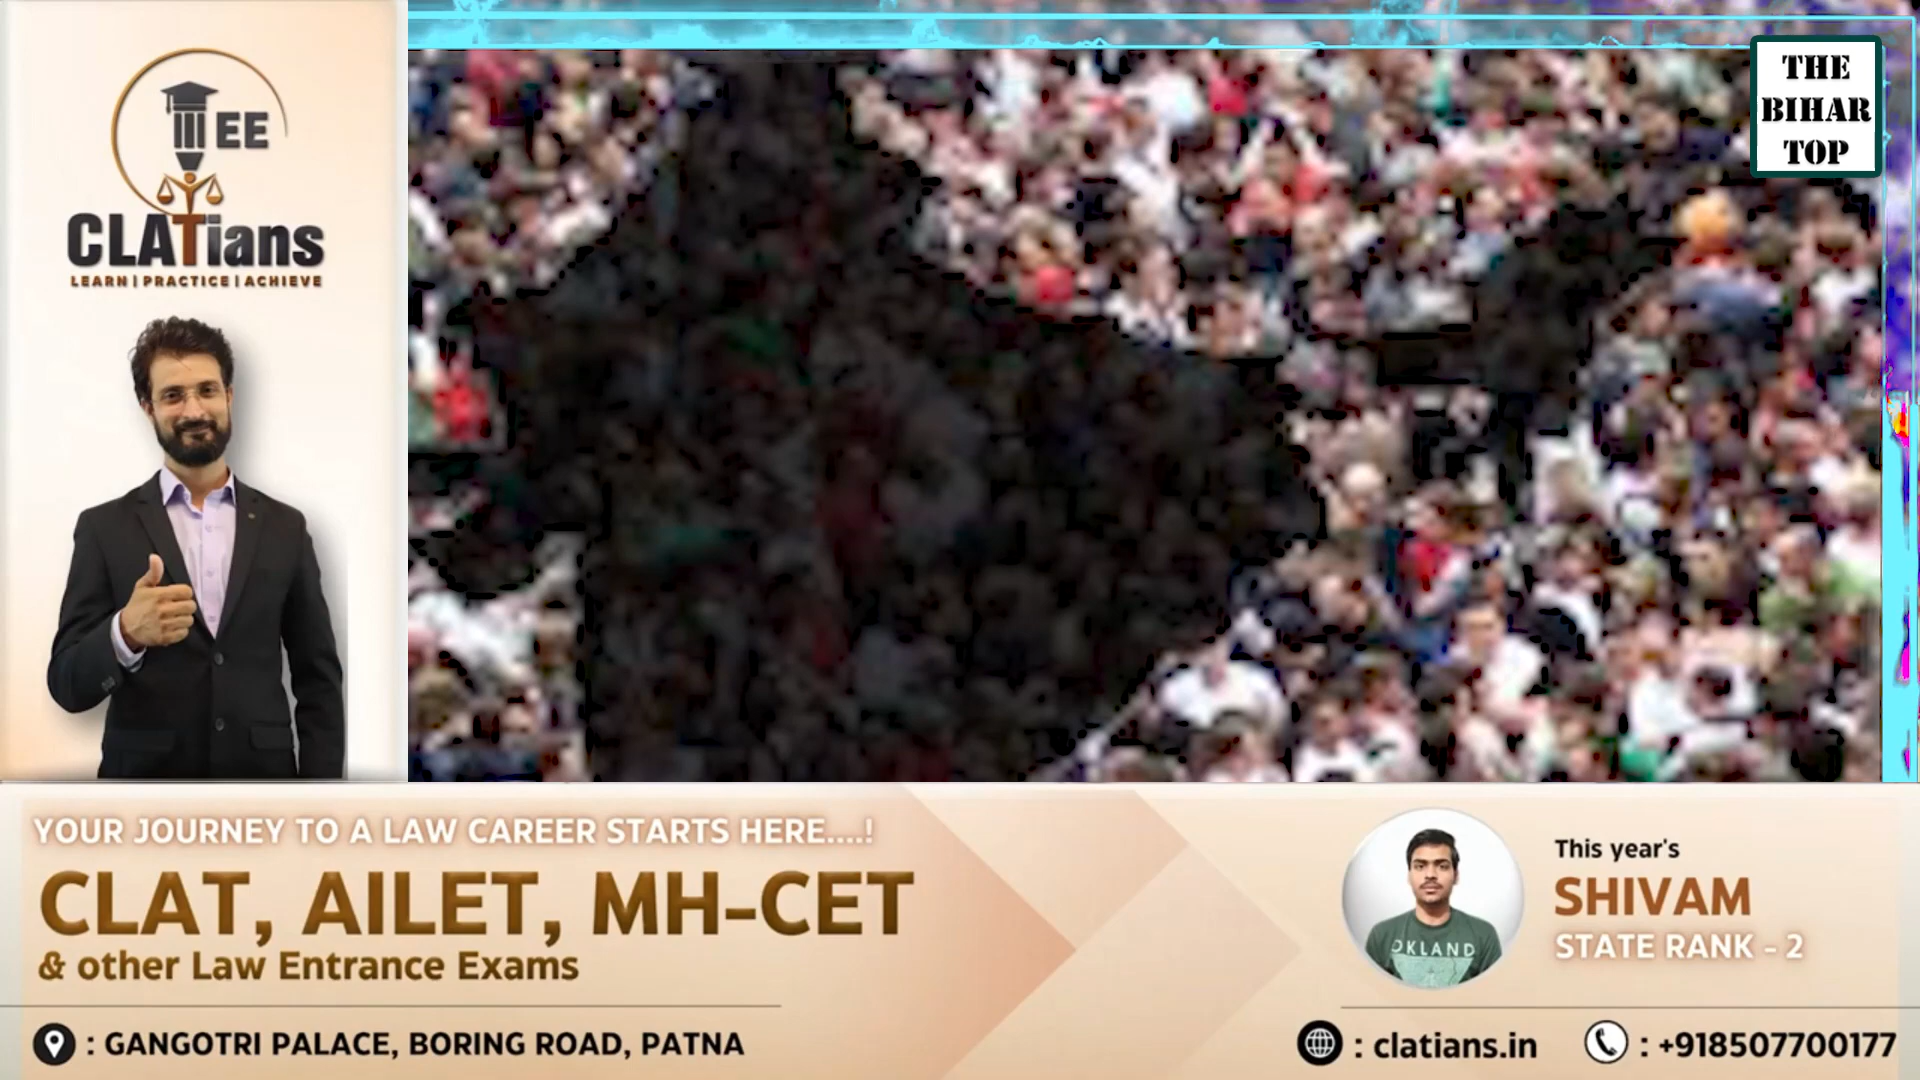 EE
CLATians
LEARN | PRACTICE | ACHIEVE
THE
BIHAR
TOP
YOUR JOURNEY TO A LAW CAREER STARTS HERE....!
CLAT, AILET, MH-CET
& other Law Entrance Exams
: GANGOTRI PALACE, BORING ROAD, PATNA
OKLAND
This year's
SHIVAM
STATE RANK - 2
: clatians.in
: +918507700177